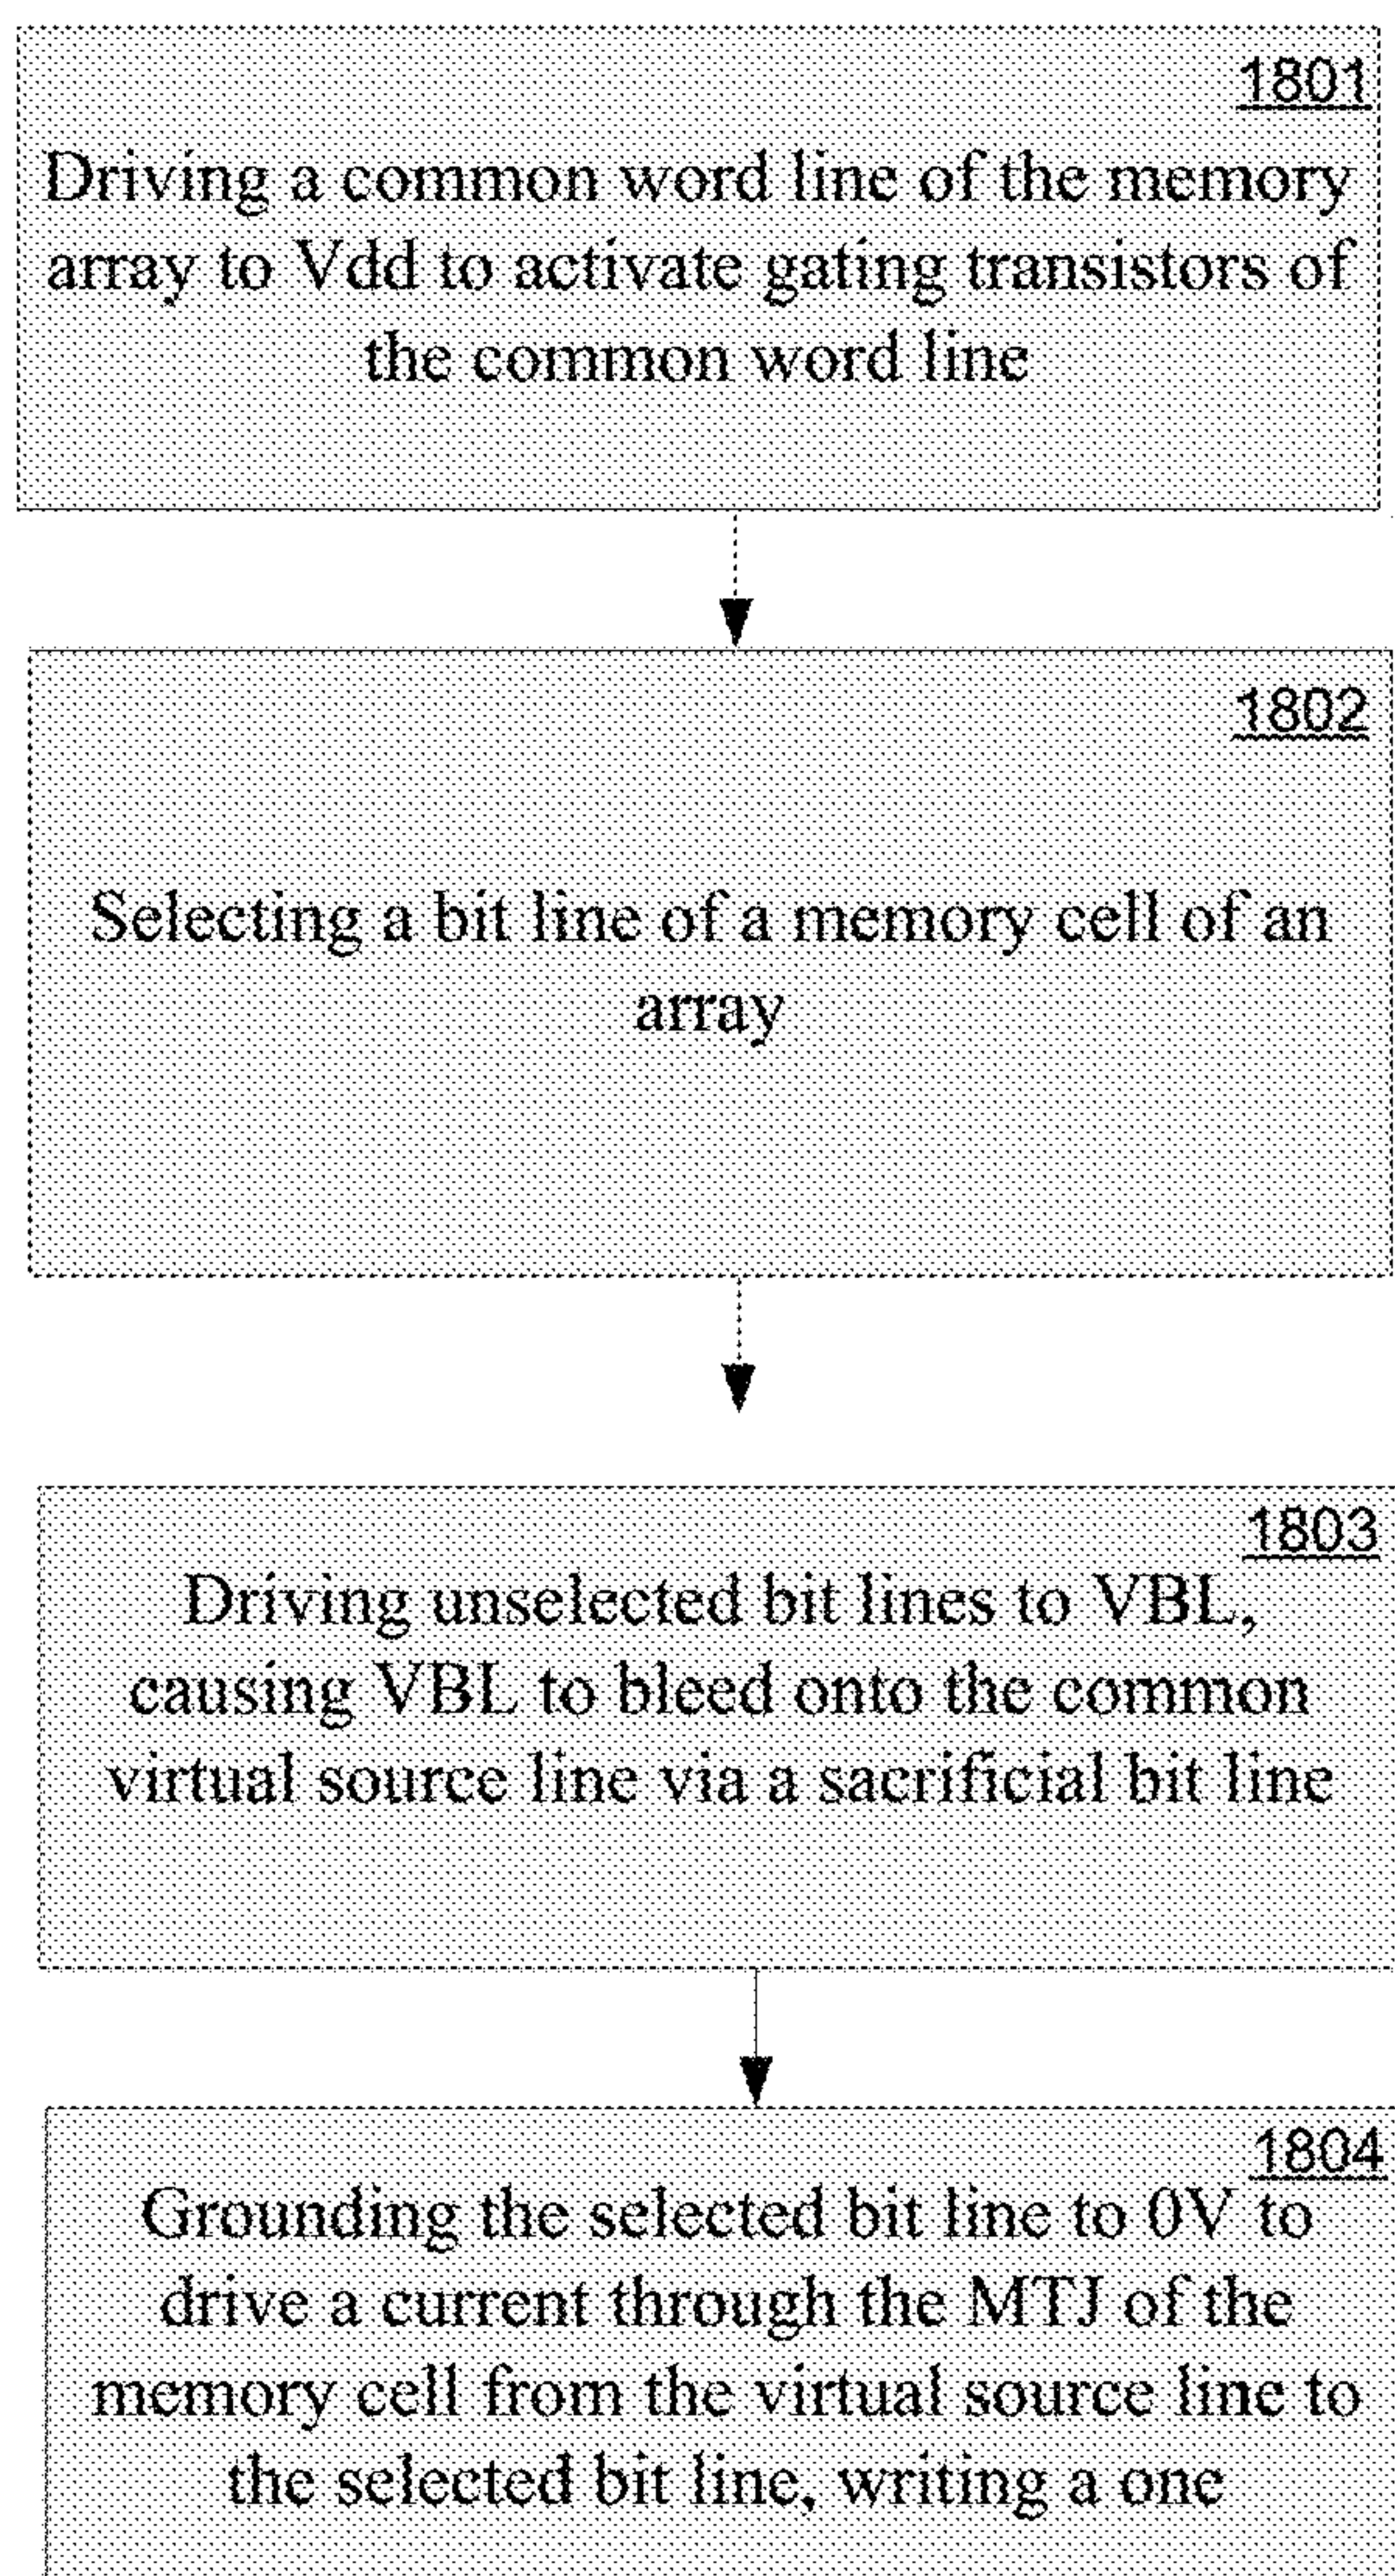 1801
Driving a common word line of the memory
array to Vdd to activate gating transistors of
the common word line
1802
Selecting a bit line of a memory cell of an
array
1803
Driving unselected bit lines to VBL,
causing VBL to bleed onto the common
virtual source line via a sacrificial bit line
1804
Grounding the selected bit line to 0V to
drive a current through the MTJ of the
memory cell from the virtual source line to
the selected bit line, writing a one